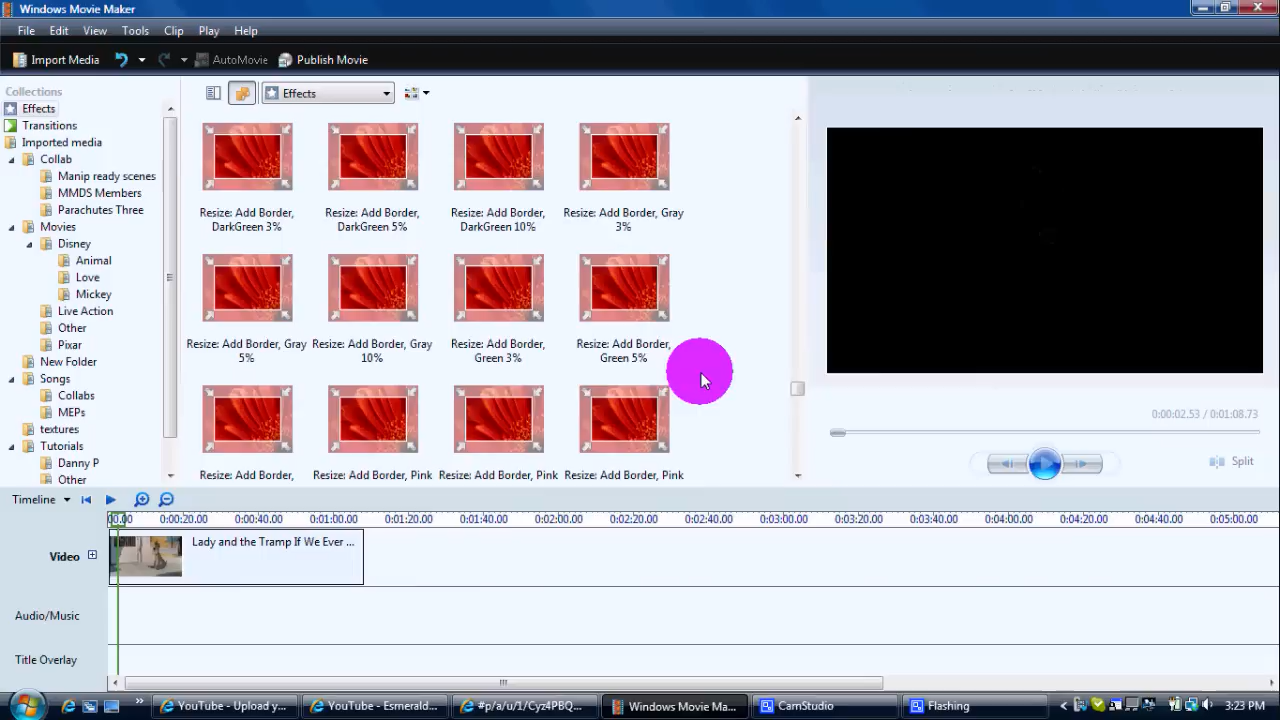 Windows Movie Maker
File Edit View Tools Clip Play Help
Import Media AutoMovie Publish Movie
Collections
Effects
Transitions
Imported media
Collab
Manip ready scenes
MMDS Members
Parachutes Three
Movies
Disney
Animal
Love
Mickey
Live Action
Other
Pixar
New Folder
Songs
Collabs
MEPs
textures
Tutorials
Danny P
Other
Effects
Resize: Add Border, DarkGreen 3%
Resize: Add Border, DarkGreen 5%
Resize: Add Border, DarkGreen 10%
Resize: Add Border, Gray 3%
Resize: Add Border, Gray 5%
Resize: Add Border, Gray 10%
Resize: Add Border, Green 3%
Resize: Add Border, Green 5%
Resize: Add Border,
Resize: Add Border, Pink
Resize: Add Border, Pink
Resize: Add Border, Pink
0:00:02.53 / 0:01:08.73
Split
Timeline
00.00 0:00:20.00 0:00:40.00 0:01:00.00 0:01:20.00 0:01:40.00 0:02:00.00 0:02:20.00 0:02:40.00 0:03:00.00 0:03:20.00 0:03:40.00 0:04:00.00 0:04:20.00 0:04:40.00 0:05:00.00
Video
Lady and the Tramp If We Ever ...
Audio/Music
Title Overlay
YouTube - Upload y... YouTube - Esmerald... #p/a/u/1/Cyz4PBQ... Windows Movie Ma... CamStudio Flashing 3:23 PM